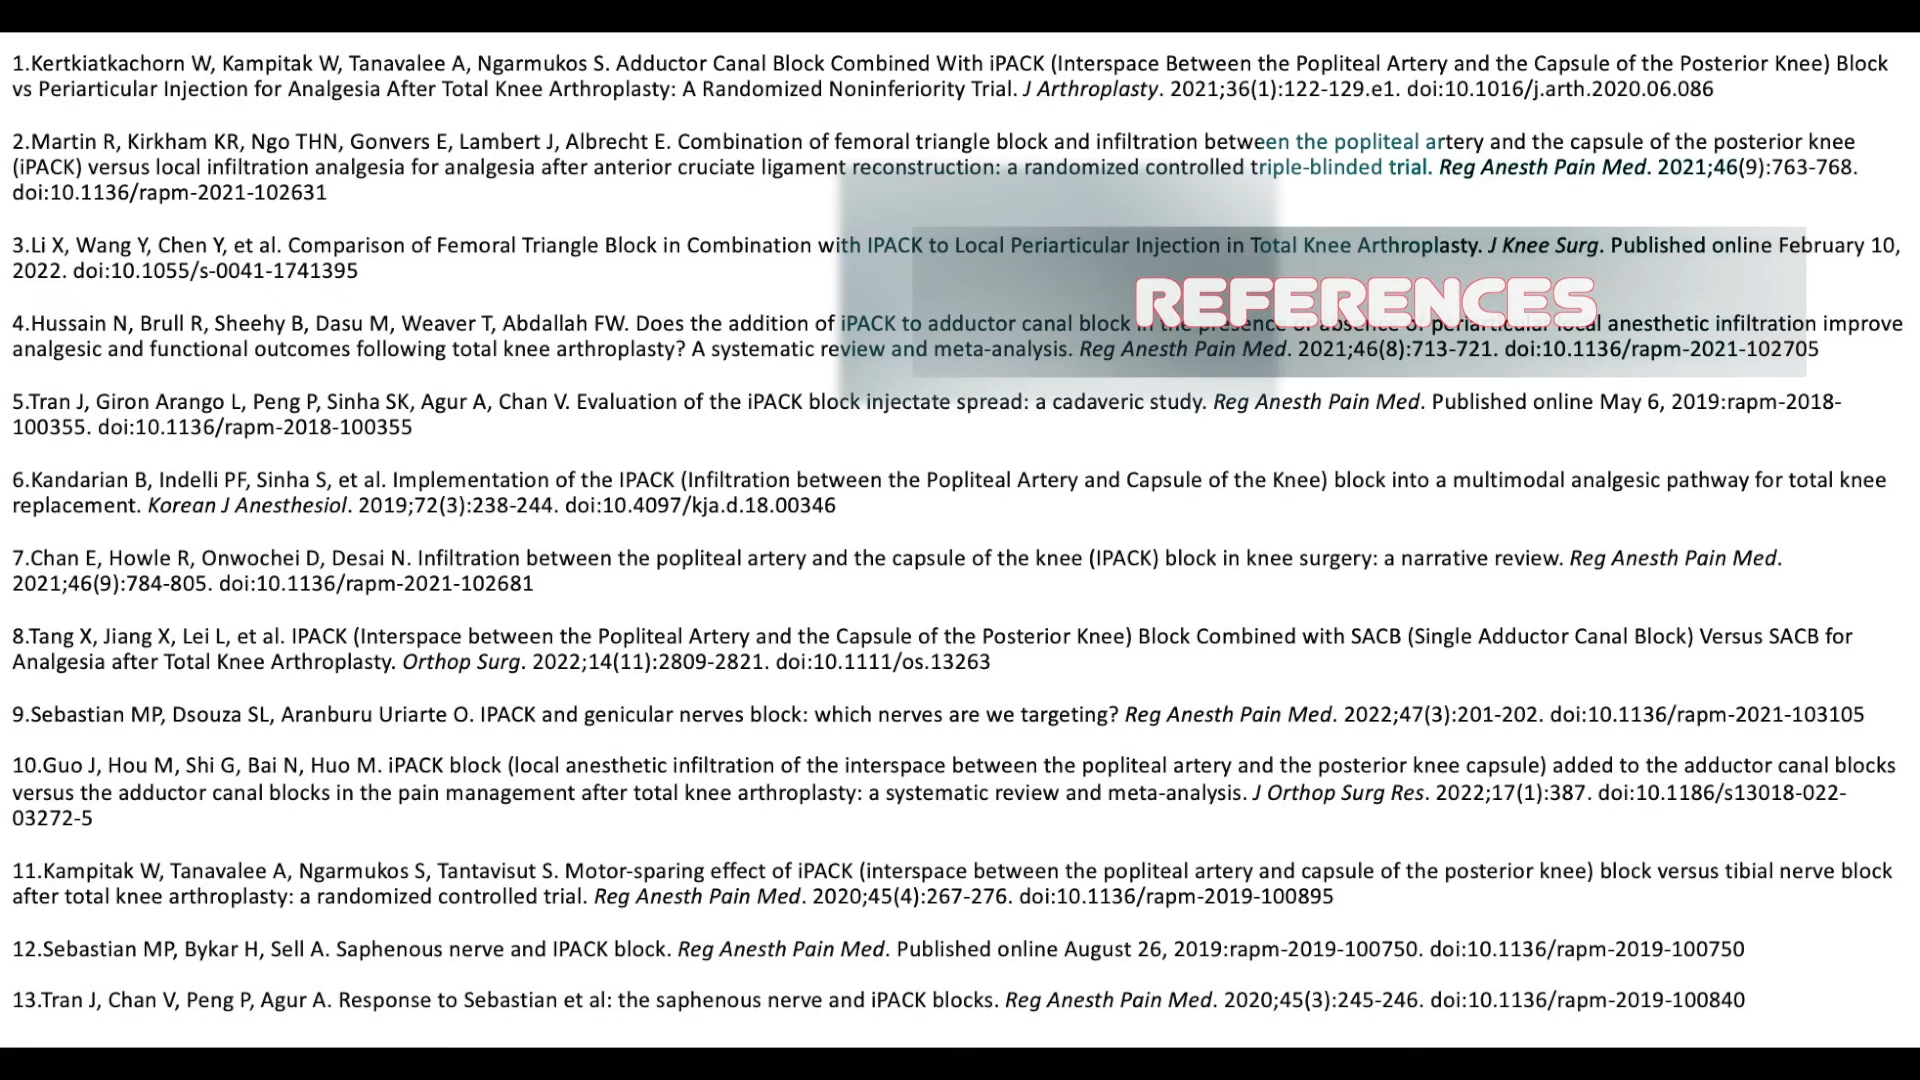 1.Kertkiatkachorn W, Kampitak W, Tanavalee A, Ngarmukos S. Adductor Canal Block Combined With iPACK (Interspace Between the Popliteal Artery and the Capsule of the Posterior Knee) Block
vs Periarticular Injection for Analgesia After Total Knee Arthroplasty: A Randomized Noninferiority Trial. J Arthroplasty. 2021;36(1):122-129.e1. doi:10.1016/j.arth.2020.06.086
2.Martin R, Kirkham KR, Ngo THN, Gonvers E, Lambert J, Albrecht E. Combination of femoral triangle block and infiltration between the popliteal artery and the capsule of the posterior knee
(iPACK) versus local infiltration analgesia for analgesia after anterior cruciate ligament reconstruction: a randomized controlled triple-blinded trial. Reg Anesth Pain Med. 2021;46(9):763-768.
doi:10.1136/rapm-2021-102631
3.Li X, Wang Y, Chen Y, et al. Comparison of Femoral Triangle Block in Combination with IPACK to Local Periarticular Injection in Total Knee Arthroplasty. J Knee Surg. Published online February 10,
2022. doi:10.1055/s-0041-1741395
REFERENCES
4.Hussain N, Brull R, Sheehy B, Dasu M, Weaver T, Abdallah FW. Does the addition of iPACK to adductor canal block in the presence or absence of periarticular local anesthetic infiltration improve
analgesic and functional outcomes following total knee arthroplasty? A systematic review and meta-analysis. Reg Anesth Pain Med. 2021;46(8):713-721. doi:10.1136/rapm-2021-102705
5.Tran J, Giron Arango L, Peng P, Sinha SK, Agur A, Chan V. Evaluation of the iPACK block injectate spread: a cadaveric study. Reg Anesth Pain Med. Published online May 6, 2019:rapm-2018-
100355. doi:10.1136/rapm-2018-100355
6.Kandarian B, Indelli PF, Sinha S, et al. Implementation of the IPACK (Infiltration between the Popliteal Artery and Capsule of the Knee) block into a multimodal analgesic pathway for total knee
replacement. Korean J Anesthesiol. 2019;72(3):238-244. doi:10.4097/kja.d.18.00346
7.Chan E, Howle R, Onwochei D, Desai N. Infiltration between the popliteal artery and the capsule of the knee (IPACK) block in knee surgery: a narrative review. Reg Anesth Pain Med.
2021;46(9):784-805. doi:10.1136/rapm-2021-102681
8.Tang X, Jiang X, Lei L, et al. IPACK (Interspace between the Popliteal Artery and the Capsule of the Posterior Knee) Block Combined with SACB (Single Adductor Canal Block) Versus SACB for
Analgesia after Total Knee Arthroplasty. Orthop Surg. 2022;14(11):2809-2821. doi:10.1111/os.13263
9.Sebastian MP, Dsouza SL, Aranburu Uriarte O. IPACK and genicular nerves block: which nerves are we targeting? Reg Anesth Pain Med. 2022;47(3):201-202. doi:10.1136/rapm-2021-103105
10.Guo J, Hou M, Shi G, Bai N, Huo M. iPACK block (local anesthetic infiltration of the interspace between the popliteal artery and the posterior knee capsule) added to the adductor canal blocks
versus the adductor canal blocks in the pain management after total knee arthroplasty: a systematic review and meta-analysis. J Orthop Surg Res. 2022;17(1):387. doi:10.1186/s13018-022-
03272-5
11.Kampitak W, Tanavalee A, Ngarmukos S, Tantavisut S. Motor-sparing effect of iPACK (interspace between the popliteal artery and capsule of the posterior knee) block versus tibial nerve block
after total knee arthroplasty: a randomized controlled trial. Reg Anesth Pain Med. 2020;45(4):267-276. doi:10.1136/rapm-2019-100895
12.Sebastian MP, Bykar H, Sell A. Saphenous nerve and IPACK block. Reg Anesth Pain Med. Published online August 26, 2019:rapm-2019-100750. doi:10.1136/rapm-2019-100750
13.Tran J, Chan V, Peng P, Agur A. Response to Sebastian et al: the saphenous nerve and iPACK blocks. Reg Anesth Pain Med. 2020;45(3):245-246. doi:10.1136/rapm-2019-100840